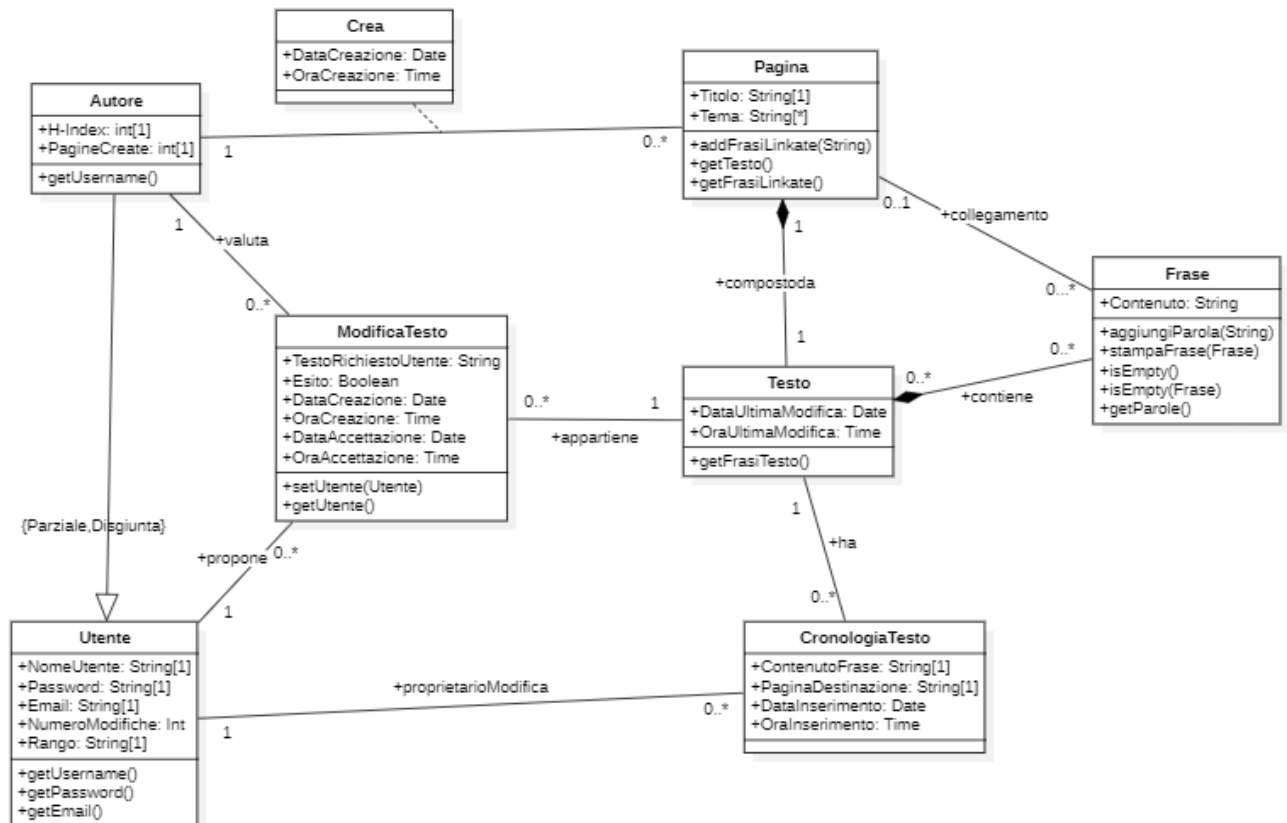 Crea
+DataCreazione: Date
+OraCreazione: Time
Pagina
+Titolo: String[1]
+Tema: String[*]
+addFrasiLinkate(String)
+getTesto()
+getFrasiLinkate()
Autore
+H-Index: int[1]
+PagineCreate: int[1]
+getUsername()
1
0..*
1
+valuta
0..*
1
+compostoda
1
0..1
+collegamento
0...*
Frase
+Contenuto: String
+aggiungiParola(String)
+stampaFrase(Frase)
+isEmpty()
+isEmpty(Frase)
+getParole()
ModificaTesto
+TestoRichiestoUtente: String
+Esito: Boolean
+DataCreazione: Date
+OraCreazione: Time
+DataAccettazione: Date
+OraAccettazione: Time
+setUtente(Utente)
+getUtente()
0..*
1
+appartiene
Testo
+DataUltimaModifica: Date
+OraUltimaModifica: Time
+getFrasiTesto()
0..*
0..*
+contiene
{Parziale,Disgiunta}
+propone
0..*
1
1
+ha
0..*
Utente
+NomeUtente: String[1]
+Password: String[1]
+Email: String[1]
+NumeroModifiche: Int
+Rango: String[1]
+getUsername()
+getPassword()
+getEmail()
1
+proprietarioModifica
0..*
CronologiaTesto
+ContenutoFrase: String[1]
+PaginaDestinazione: String[1]
+DataInserimento: Date
+OraInserimento: Time